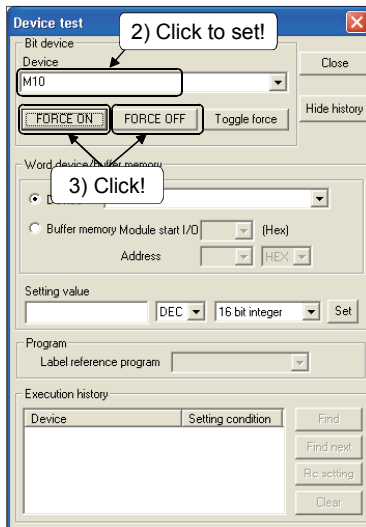 Device test
2) Click to set!
Bit device
Device
Close
M10
FORCE ON
FORCE OFF
Toggle force
Hide history
Word device/buffer memory
3) Click!
Buffer memory Module start I/O
(Hex)
Address
HEX
Setting value
DEC
16 bit integer
Set
Program
Label reference program
Execution history
Device
Setting condition
Find
Find next
Re setting
Clear